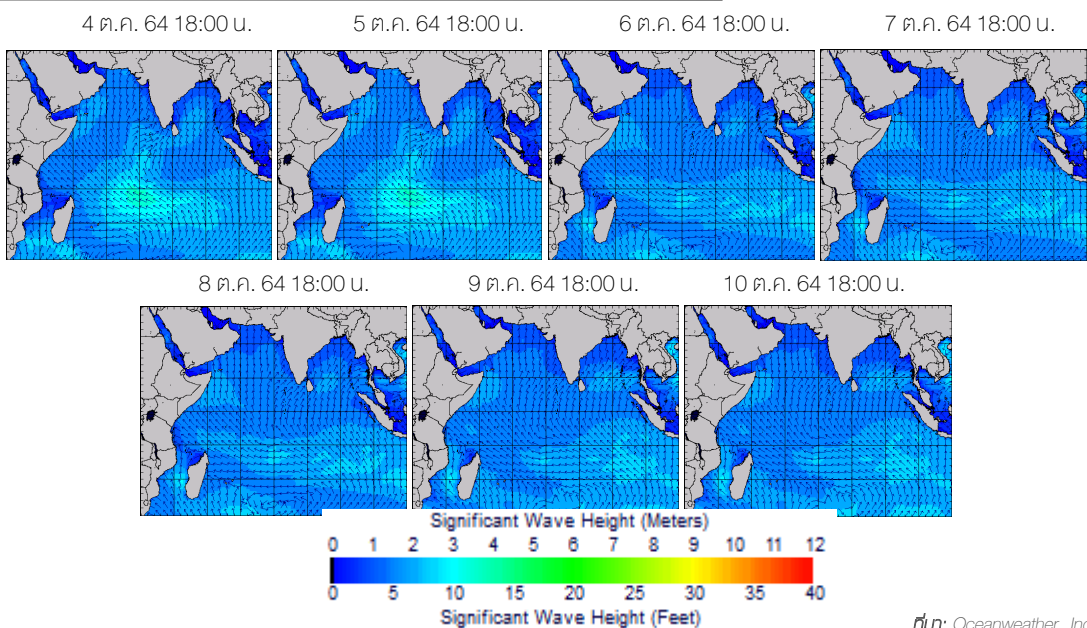 4 ต.ค. 64 18:00 น. 5 ต.ค. 64 18:00 น. 6 ต.ค. 64 18:00 น. 7 ต.ค. 64 18:00 น.
8 ต.ค. 64 18:00 น. 9 ต.ค. 64 18:00 น. 10 ต.ค. 64 18:00 น.
Significant Wave Height (Meters)
0 1 2 3 4 5 6 7 8 9 10 11 12
0 5 10 15 20 25 30 35 40
Significant Wave Height (Feet)
ที่มา: Oceanweather, Inc